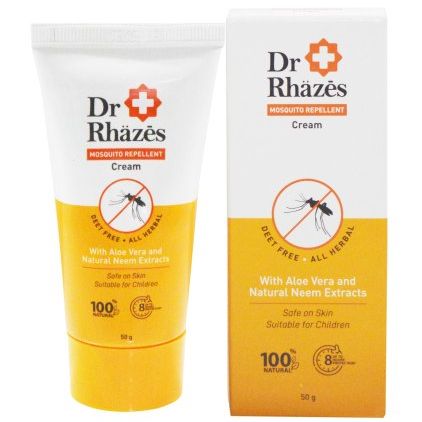 Dr
Rhäzēs
MOSQUITO REPELLENT
Cream
DEET FREE • ALL HERBAL
With Aloe Vera and
Natural Neem Extracts
Safe on Skin
Suitable for Children
100%
NATURAL
8
50 g
Dr
Rhäzēs
MOSQUITO REPELLENT
Cream
DEET FREE • ALL HERBAL
With Aloe Vera and
Natural Neem Extracts
Safe on Skin
Suitable for Children
100%
NATURAL
8
50 g